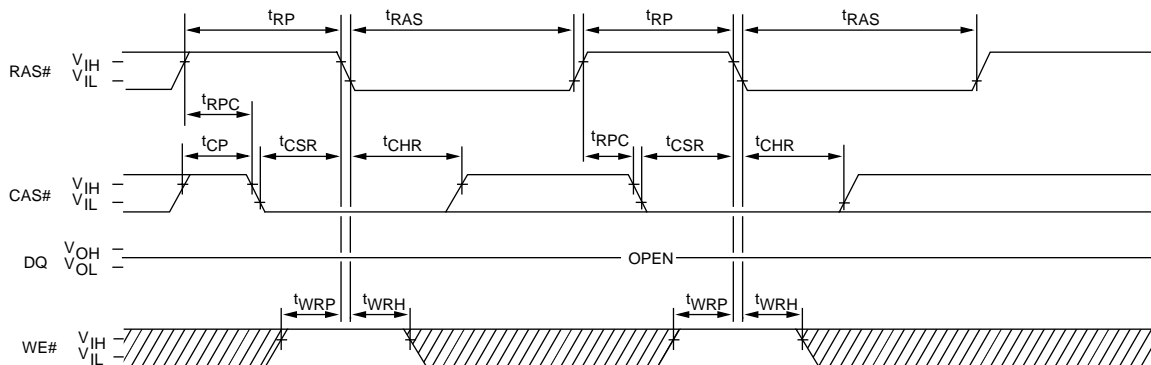 tRP tRAS tRP tRAS
RAS# VIH
VIL
tRPC
tCP tCSR tCHR tRPC tCSR tCHR
CAS# VIH
VIL
DQ VOH
VOL
OPEN
tWRP tWRH tWRP tWRH
WE# VIH
VIL